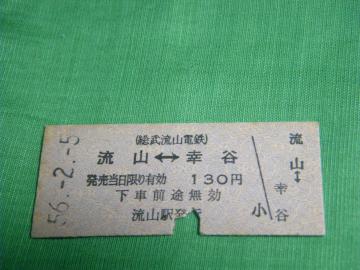 56.-2.-5
(総武流山電鉄)
流山↔幸谷
発売当日限り有効 130円
下車前途無効
流山駅発行
流山↔幸谷
小